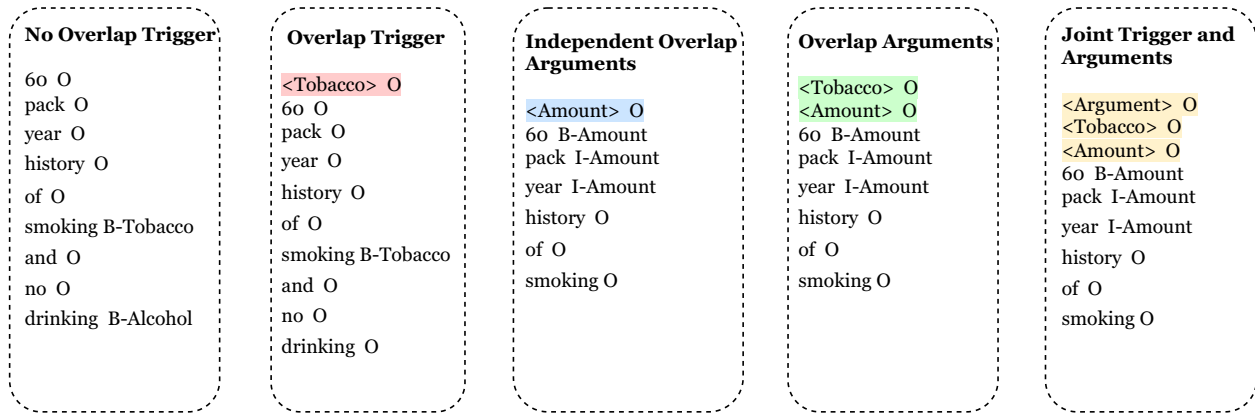 No Overlap Trigger
60 O
pack O
year O
history O
of O
smoking B-Tobacco
and O
no O
drinking B-Alcohol
Overlap Trigger
<Tobacco> O
60 O
pack O
year O
history O
of O
smoking B-Tobacco
and O
no O
drinking O
Independent Overlap
Arguments
<Amount> O
60 B-Amount
pack I-Amount
year I-Amount
history O
of O
smoking O
Overlap Arguments
<Tobacco> O
<Amount> O
60 B-Amount
pack I-Amount
year I-Amount
history O
of O
smoking O
Joint Trigger and
Arguments
<Argument> O
<Tobacco> O
<Amount> O
60 B-Amount
pack I-Amount
year I-Amount
history O
of O
smoking O